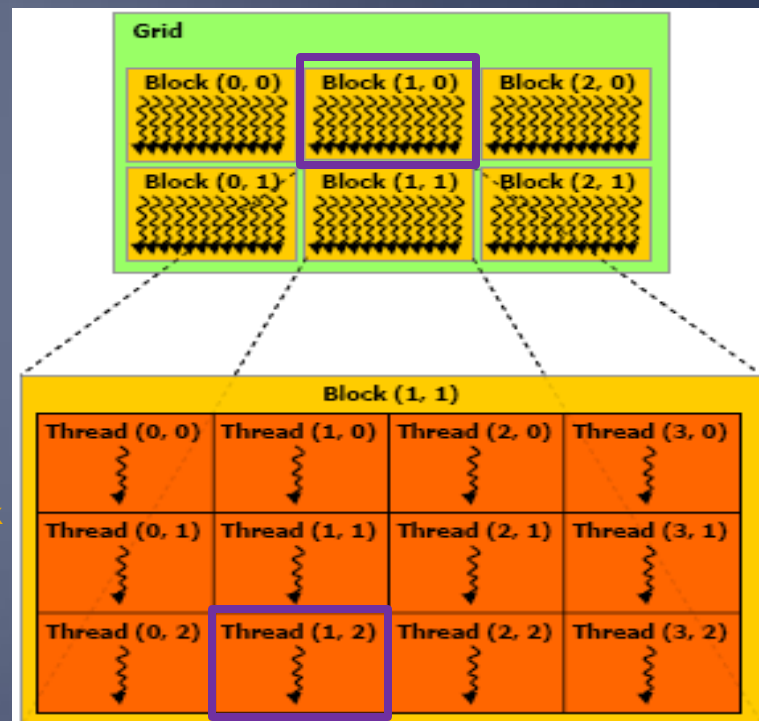 Grid
Block (0, 0) Block (1, 0) Block (2, 0)
Block (0, 1) Block (1, 1) Block (2, 1)
Block (1, 1)
Thread (0, 0) Thread (1, 0) Thread (2, 0) Thread (3, 0)
Thread (0, 1) Thread (1, 1) Thread (2, 1) Thread (3, 1)
Thread (0, 2) Thread (1, 2) Thread (2, 2) Thread (3, 2)